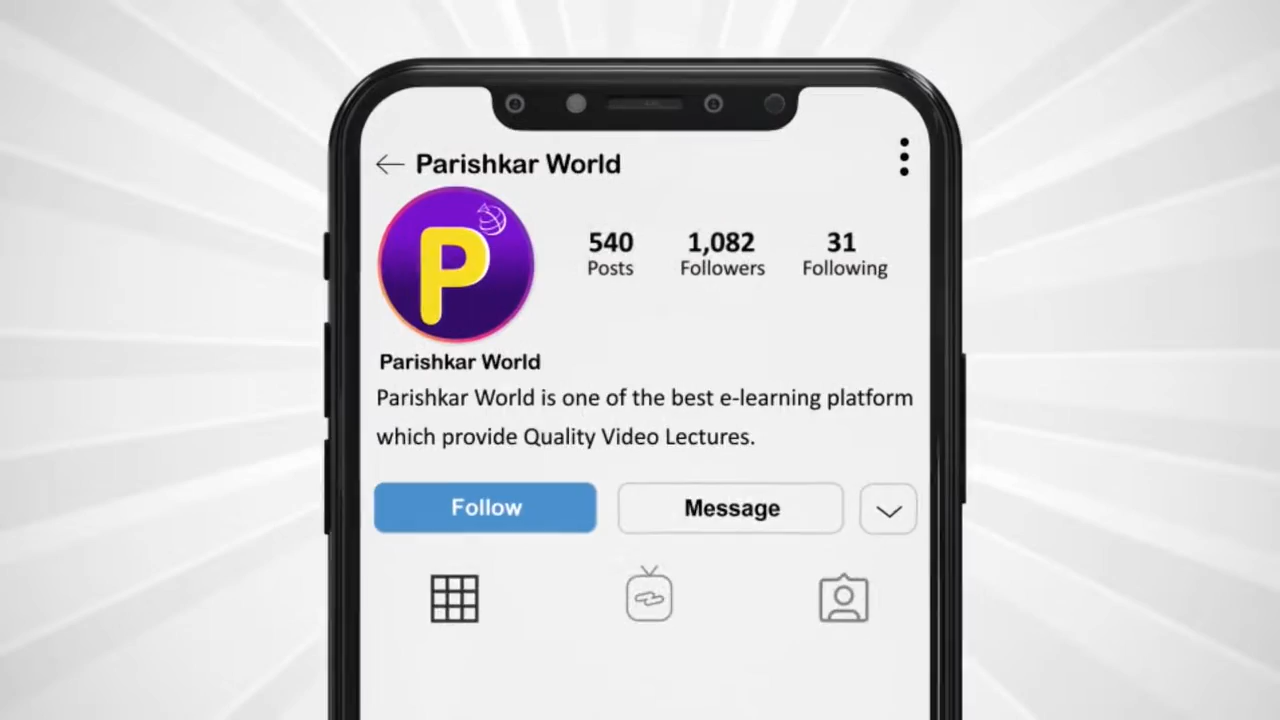 Parishkar World
P
540 1,082 31
Posts Followers Following
Parishkar World
Parishkar World is one of the best e-learning platform
which provide Quality Video Lectures.
Follow Message